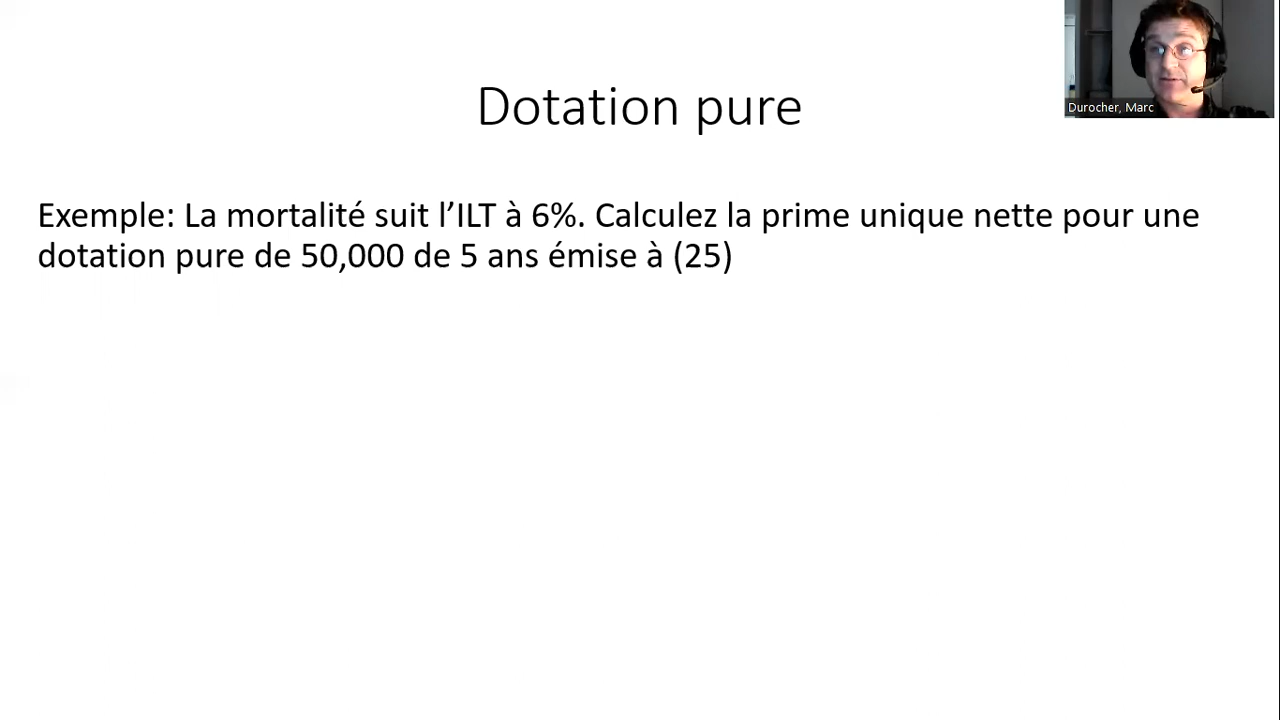 Durocher, Marc
Dotation pure
Exemple: La mortalité suit l’ILT à 6%. Calculez la prime unique nette pour une
dotation pure de 50,000 de 5 ans émise à (25)